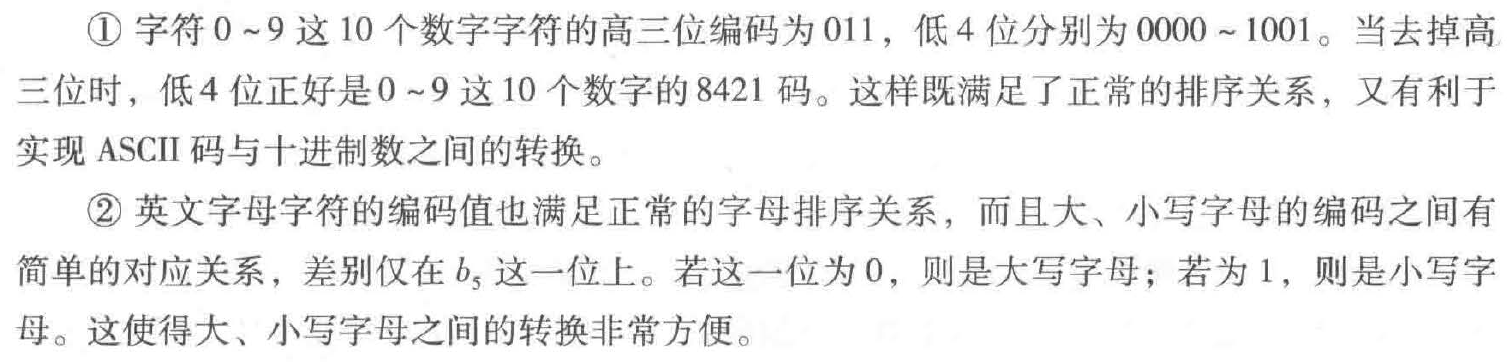 ① 字符 0 ~ 9 这 10 个数字字符的高三位编码为 011，低 4 位分别为 0000 ~ 1001。当去掉高
三位时，低 4 位正好是 0 ~ 9 这 10 个数字的 8421 码。这样既满足了正常的排序关系，又有利于
实现 ASCII 码与十进制数之间的转换。
② 英文字母字符的编码值也满足正常的字母排序关系，而且大、小写字母的编码之间有
简单的对应关系，差别仅在 b₅ 这一位上。若这一位为 0，则是大写字母；若为 1，则是小写字
母。这使得大、小写字母之间的转换非常方便。